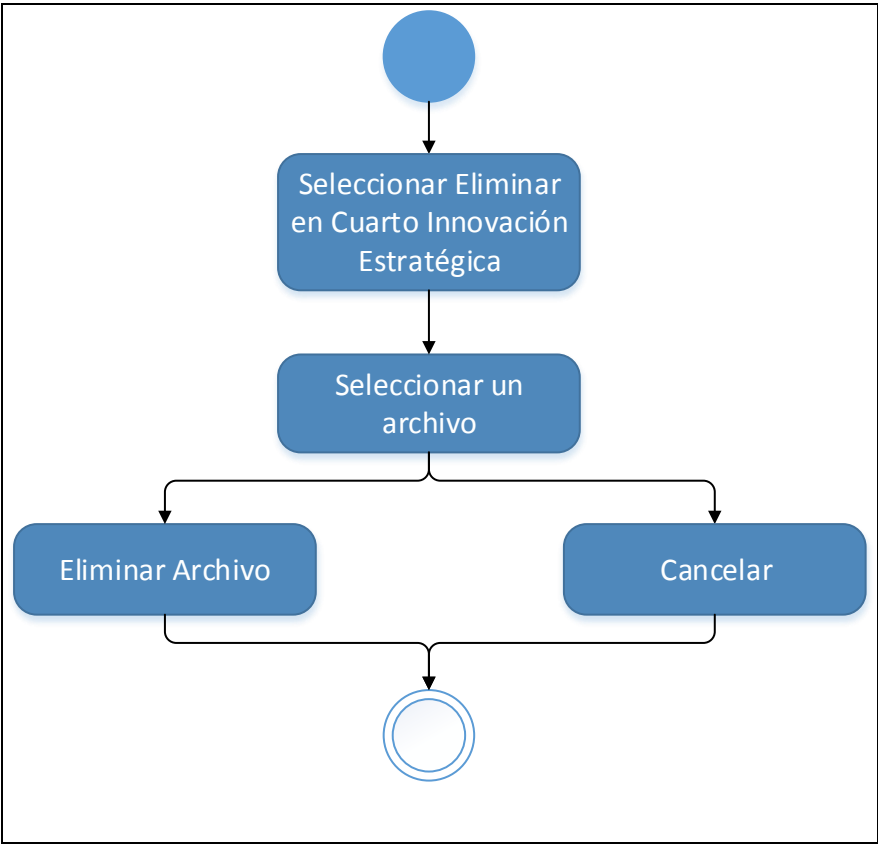 Seleccionar Eliminar
en Cuarto Innovación
Estratégica
Seleccionar un
archivo
Eliminar Archivo
Cancelar